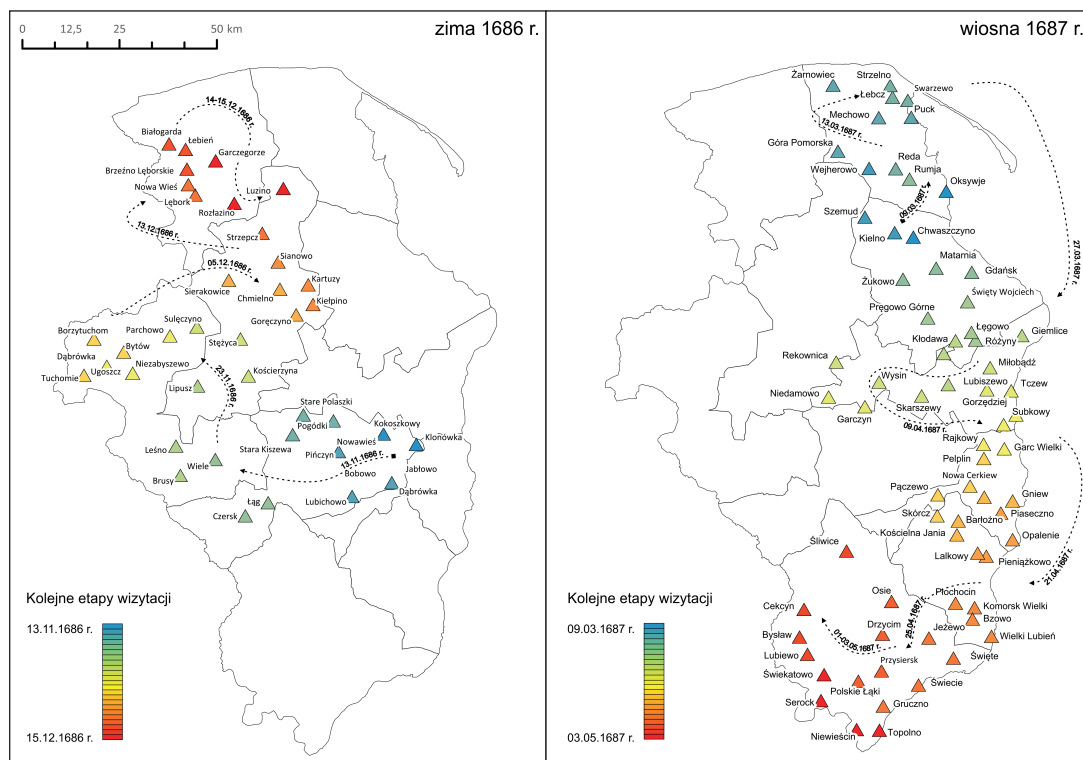 zima 1686 r.
0 12,5 25 50 km
14–15.12.1686 r.
Białogarda
Łebień
Garczegorze
Brzeźno Lęborskie
Nowa Wieś
Lębork
Luzino
Rozłazino
13.12.1686 r.
Strzepcz
Sianowo
05.12.1686 r.
Kartuzy
Sierakowice
Chmielno
Kiełpino
Goręczyno
Sulęczyno
Borzytuchom
Parchowo
Stężyca
Bytów
Dąbrówka
Niezabyszewo
Ugoszcz
Tuchomie
Kościerzyna
Lipusz
23.11.1686 r.
Stare Polaszki
Pogódki
Kokoszkowy
Klonówka
Nowawieś
Leśno
Stara Kiszewa
Pińczyn
13.11.1686 r.
Wiele
Jabłowo
Bobowo
Brusy
Dąbrówka
Łąg
Lubichowo
Czersk
Kolejne etapy wizytacji
13.11.1686 r.
15.12.1686 r.
wiosna 1687 r.
Żarnowiec
Strzelno
Łebcz
Swarzewo
Mechowo
Puck
13.03.1687 r.
Góra Pomorska
Reda
Wejherowo
Rumja
Oksywje
09.03.1687 r.
Szemud
Kielno
Chwaszczyno
27.03.1687 r.
Matarnia
Gdańsk
Żukowo
Święty Wojciech
Pręgowo Górne
Łęgowo
Giemlice
Kłodawa
Różyny
Rekownica
Miłobądź
Wysin
Lubiszewo
Tczew
Niedamowo
Gorzędziej
Skarszewy
Garczyn
Subkowy
09.04.1687 r.
Rajkowy
Garc Wielki
Pelplin
Nowa Cerkiew
Pączewo
Gniew
Skórcz
Piaseczno
Barłożno
Kościelna Jania
Opalenie
Śliwice
Lalkowy
Pieniążkowo
21.04.1687 r.
Osie
Płochocin
Cekcyn
Komorsk Wielki
25.04.1687 r.
Bzowo
Drzycim
Jeżewo
Bysław
Wielki Lubień
01-03.05.1687 r.
Lubiewo
Święte
Przysiersk
Świekatowo
Polskie Łąki
Świecie
Serock
Gruczno
Niewieścin
Topolno
Kolejne etapy wizytacji
09.03.1687 r.
03.05.1687 r.